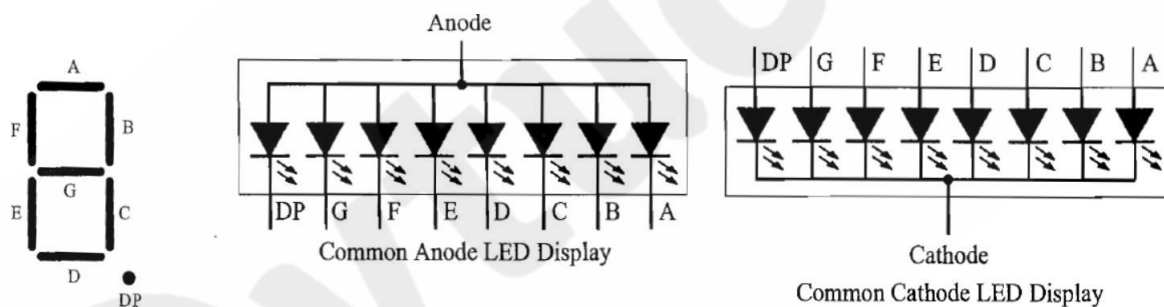 A
F
B
G
E
C
D
DP
Anode
DP G F E D C B A
Common Anode LED Display
DP G F E D C B A
Cathode
Common Cathode LED Display